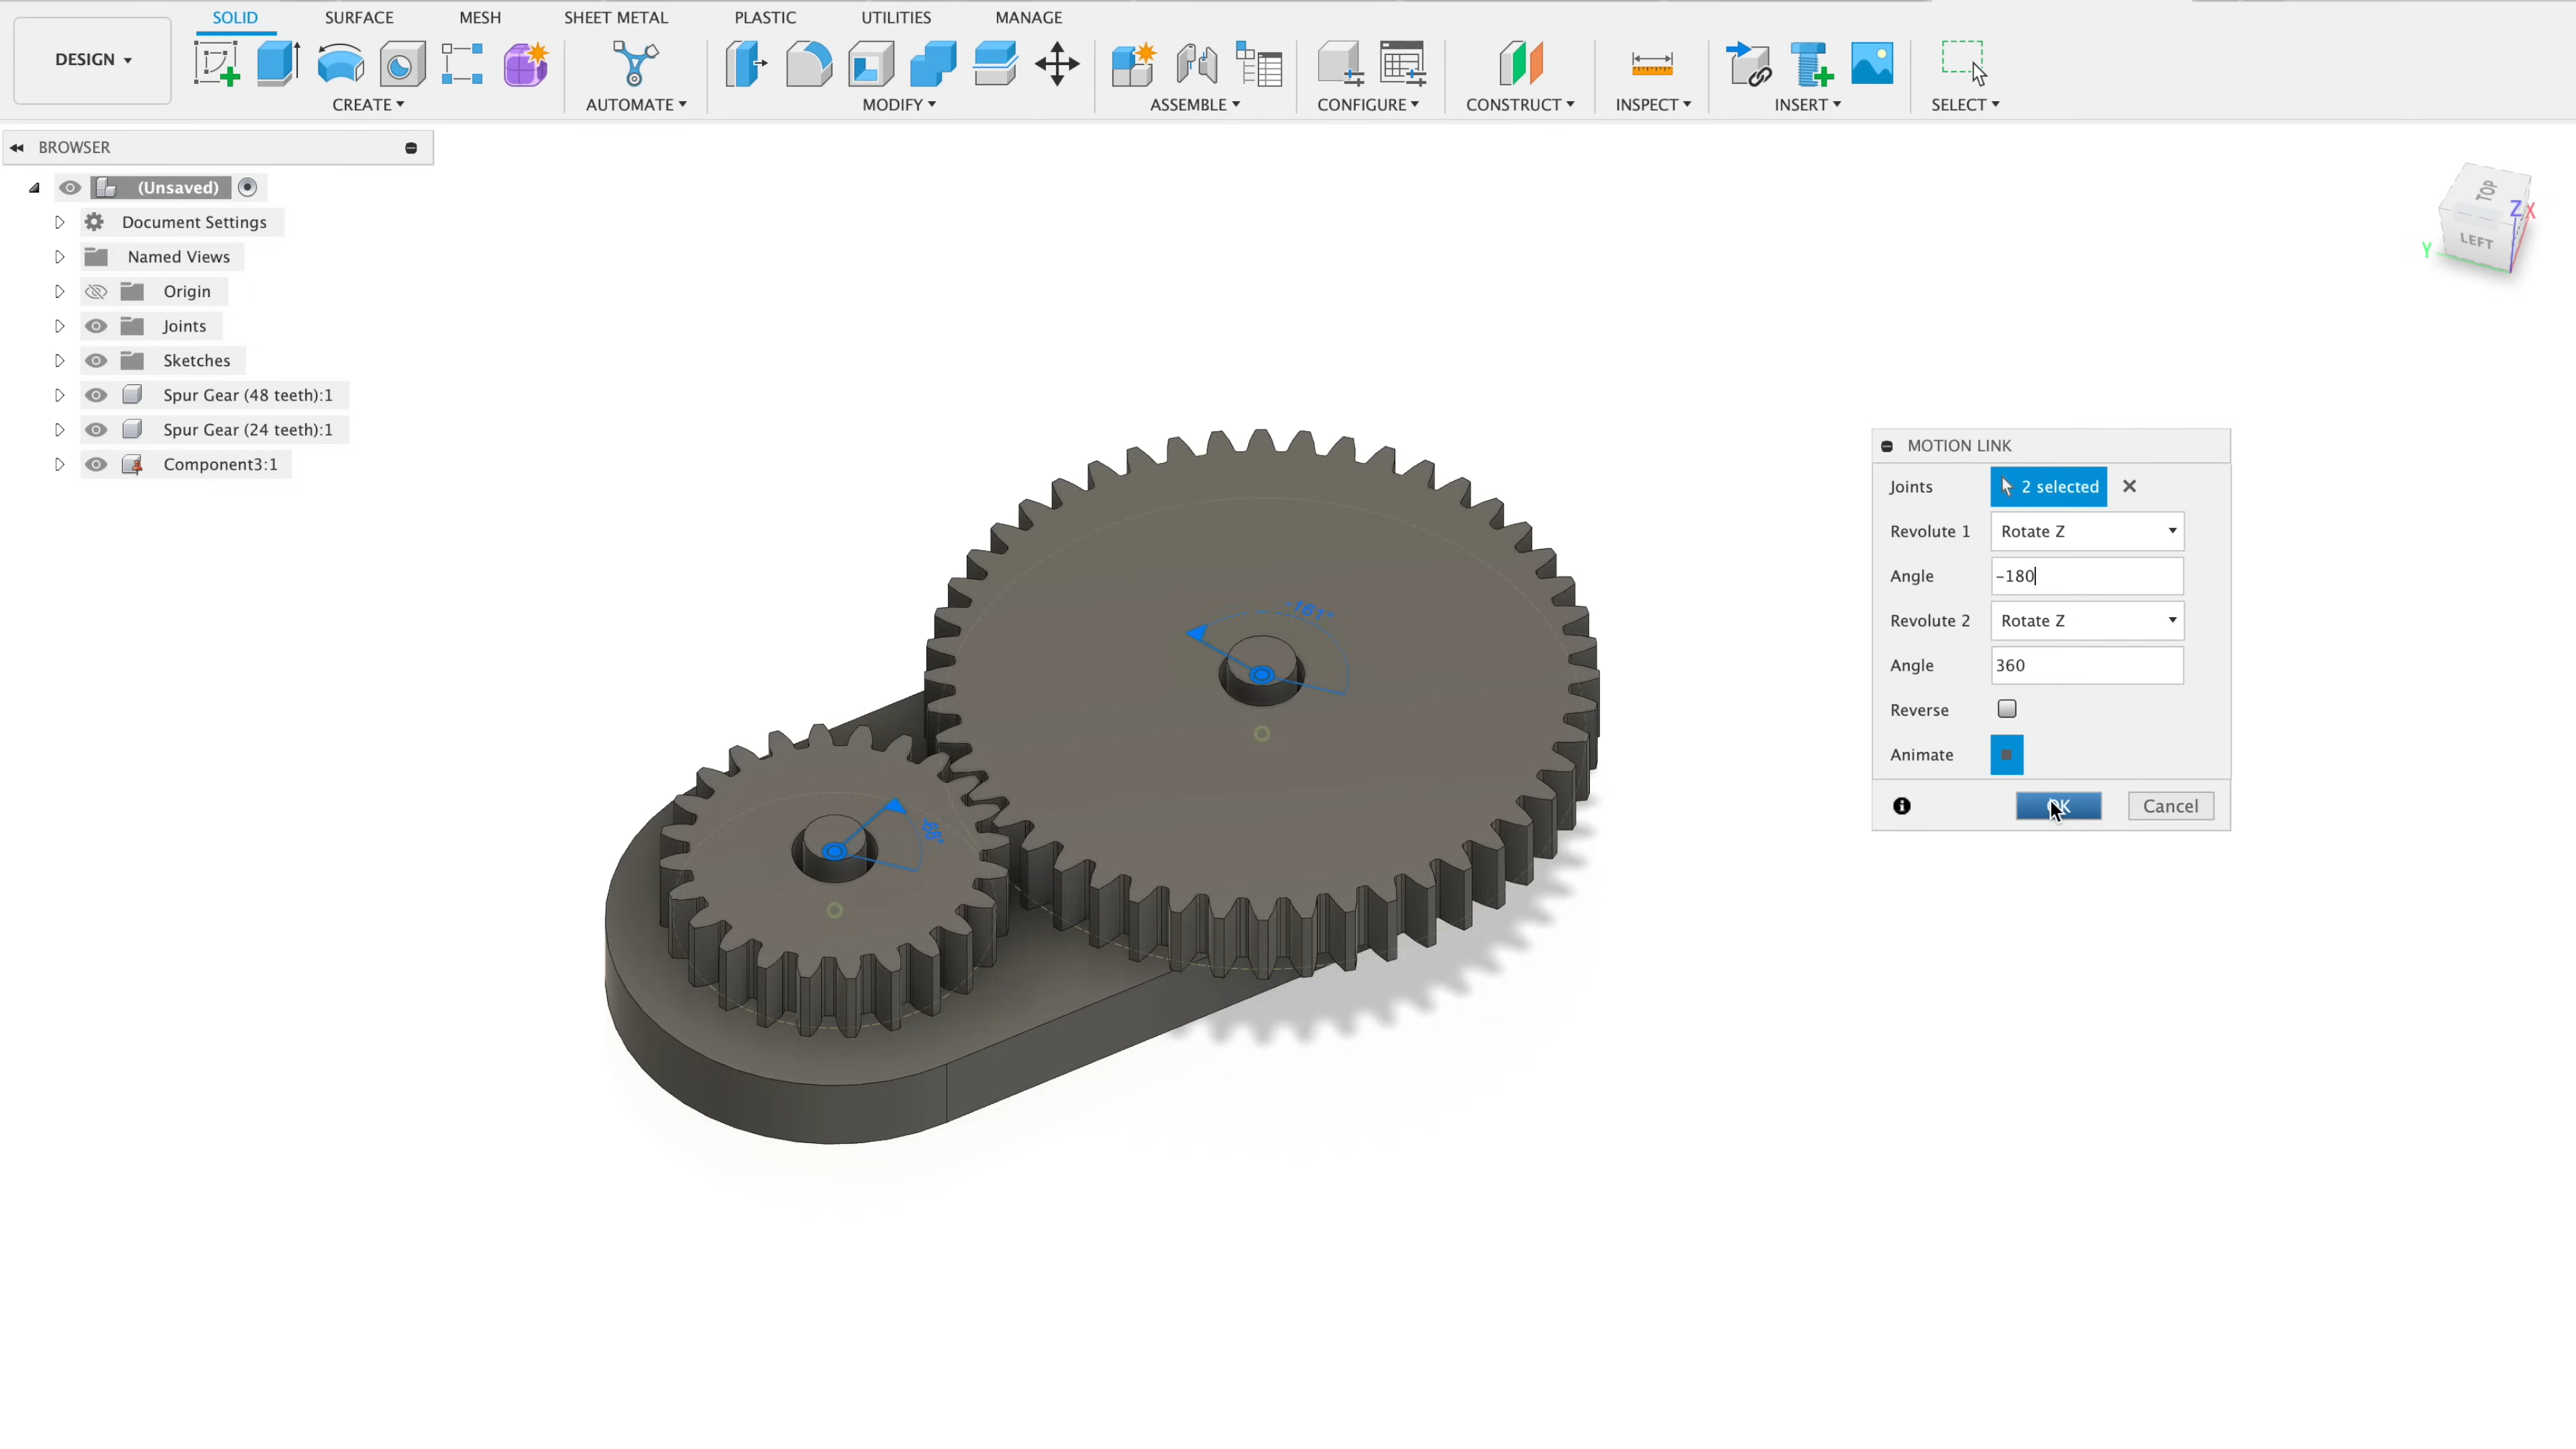 SOLID SURFACE MESH SHEET METAL PLASTIC UTILITIES MANAGE
DESIGN
CREATE AUTOMATE MODIFY ASSEMBLE CONFIGURE CONSTRUCT INSPECT INSERT SELECT
BROWSER
(Unsaved)
Document Settings
Named Views
Origin
Joints
Sketches
Spur Gear (48 teeth):1
Spur Gear (24 teeth):1
Component3:1
TOP
LEFT
Z
X
Y
-161°
MOTION LINK
Joints 2 selected
Revolute 1 Rotate Z
Angle -180
Revolute 2 Rotate Z
Angle 360
Reverse
Animate
OK Cancel